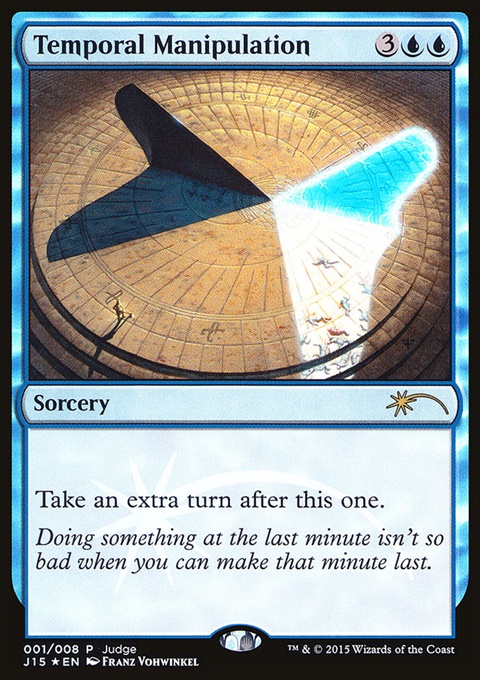 Temporal Manipulation 3
Sorcery
Take an extra turn after this one.
Doing something at the last minute isn't so
bad when you can make that minute last.
001/008 P Judge
J15 ★ EN Franz Vohwinkel
™ & © 2015 Wizards of the Coast